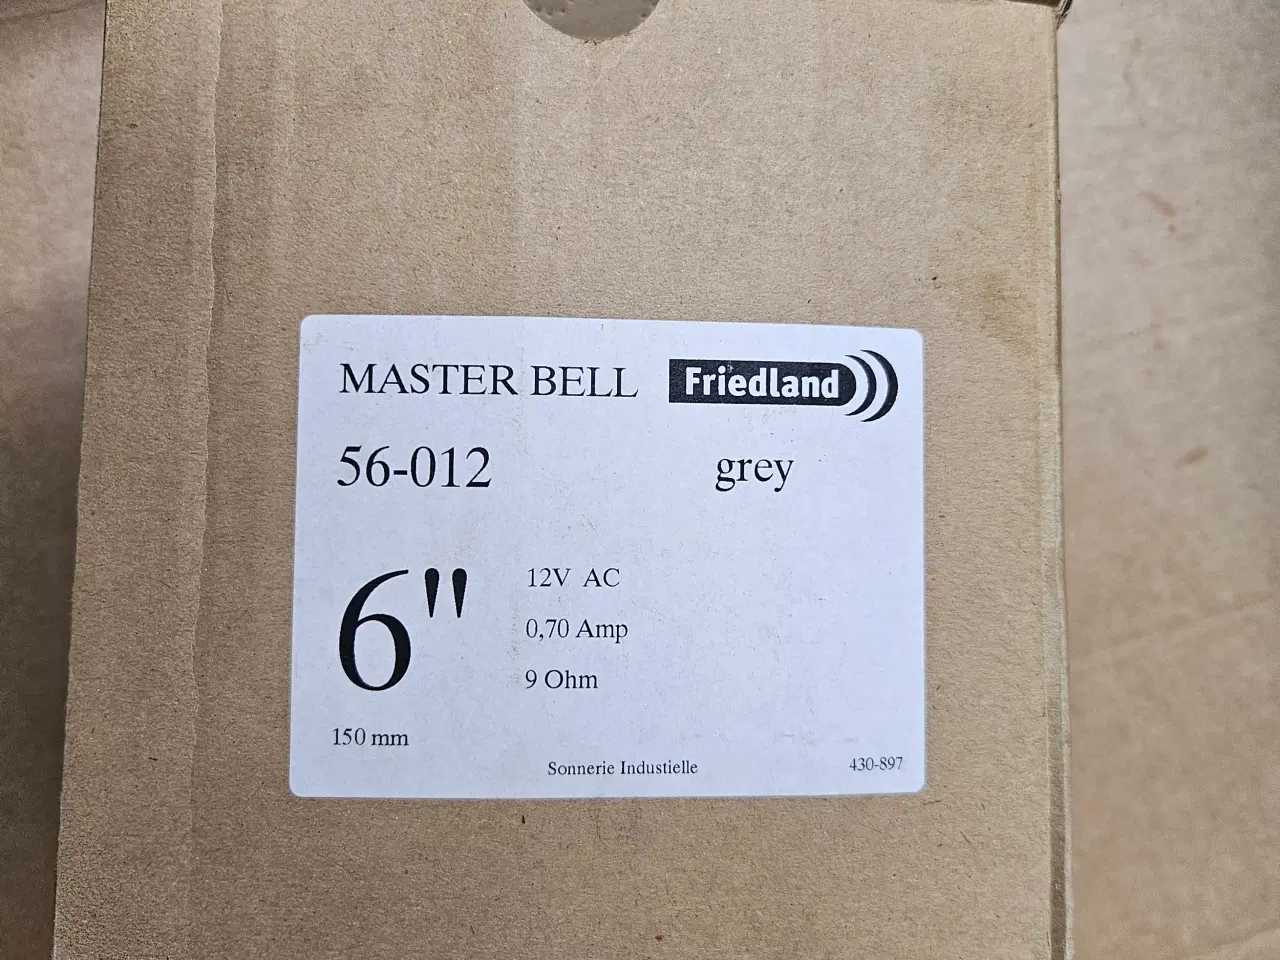 MASTER BELL Friedland
56-012 grey
6"
12V AC
0,70 Amp
9 Ohm
150 mm
Sonnerie Industielle 430-897